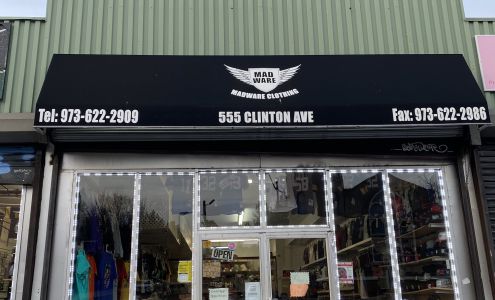 MAD
WARE
MADWARE CLOTHING
Tel: 973-622-2909 555 CLINTON AVE Fax: 973-622-2986
OPEN